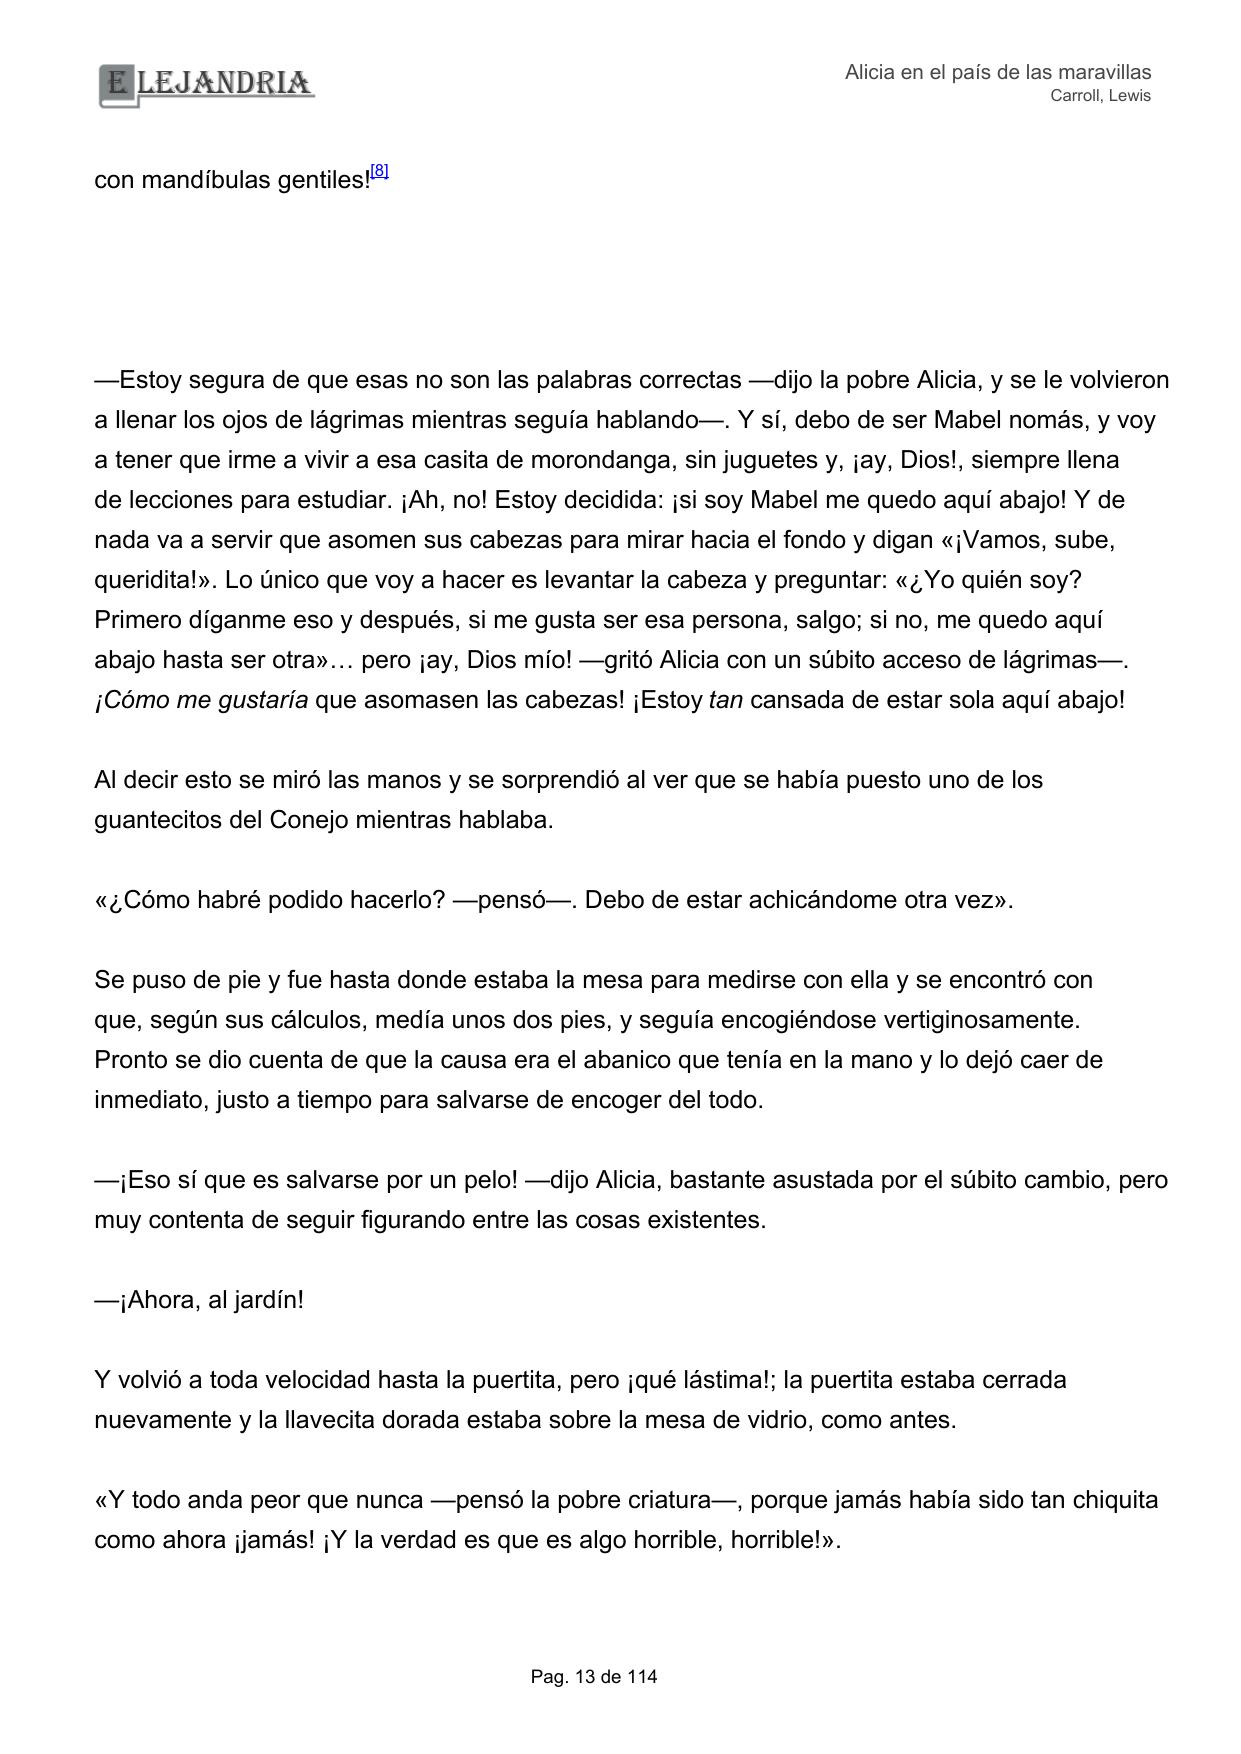 ELEJANDRIA
Alicia en el país de las maravillas
Carroll, Lewis
con mandíbulas gentiles![8]
—Estoy segura de que esas no son las palabras correctas —dijo la pobre Alicia, y se le volvieron
a llenar los ojos de lágrimas mientras seguía hablando—. Y sí, debo de ser Mabel nomás, y voy
a tener que irme a vivir a esa casita de morondanga, sin juguetes y, ¡ay, Dios!, siempre llena
de lecciones para estudiar. ¡Ah, no! Estoy decidida: ¡si soy Mabel me quedo aquí abajo! Y de
nada va a servir que asomen sus cabezas para mirar hacia el fondo y digan «¡Vamos, sube,
queridita!». Lo único que voy a hacer es levantar la cabeza y preguntar: «¿Yo quién soy?
Primero díganme eso y después, si me gusta ser esa persona, salgo; si no, me quedo aquí
abajo hasta ser otra»… pero ¡ay, Dios mío! —gritó Alicia con un súbito acceso de lágrimas—.
¡Cómo me gustaría que asomasen las cabezas! ¡Estoy tan cansada de estar sola aquí abajo!
Al decir esto se miró las manos y se sorprendió al ver que se había puesto uno de los
guantecitos del Conejo mientras hablaba.
«¿Cómo habré podido hacerlo? —pensó—. Debo de estar achicándome otra vez».
Se puso de pie y fue hasta donde estaba la mesa para medirse con ella y se encontró con
que, según sus cálculos, medía unos dos pies, y seguía encogiéndose vertiginosamente.
Pronto se dio cuenta de que la causa era el abanico que tenía en la mano y lo dejó caer de
inmediato, justo a tiempo para salvarse de encoger del todo.
—¡Eso sí que es salvarse por un pelo! —dijo Alicia, bastante asustada por el súbito cambio, pero
muy contenta de seguir figurando entre las cosas existentes.
—¡Ahora, al jardín!
Y volvió a toda velocidad hasta la puertita, pero ¡qué lástima!; la puertita estaba cerrada
nuevamente y la llavecita dorada estaba sobre la mesa de vidrio, como antes.
«Y todo anda peor que nunca —pensó la pobre criatura—, porque jamás había sido tan chiquita
como ahora ¡jamás! ¡Y la verdad es que es algo horrible, horrible!».
Pag. 13 de 114